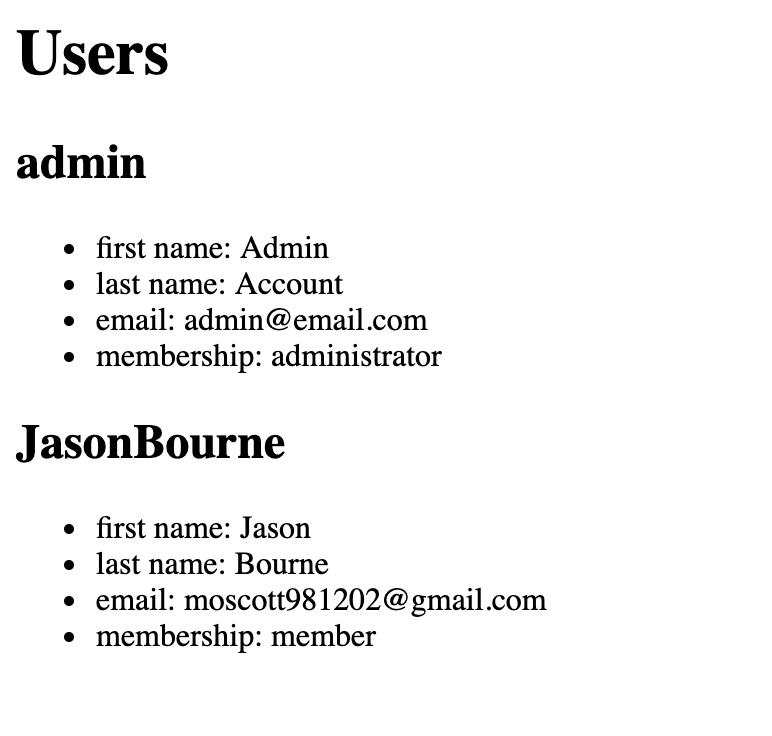 Users
admin
• first name: Admin
• last name: Account
• email: admin@email.com
• membership: administrator
JasonBourne
• first name: Jason
• last name: Bourne
• email: moscott981202@gmail.com
• membership: member